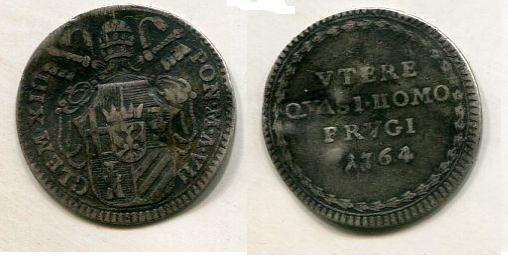 CLEM·XIII· PON·M·A·VII
VTERE
QVASI·HOMO
FRVGI
1764